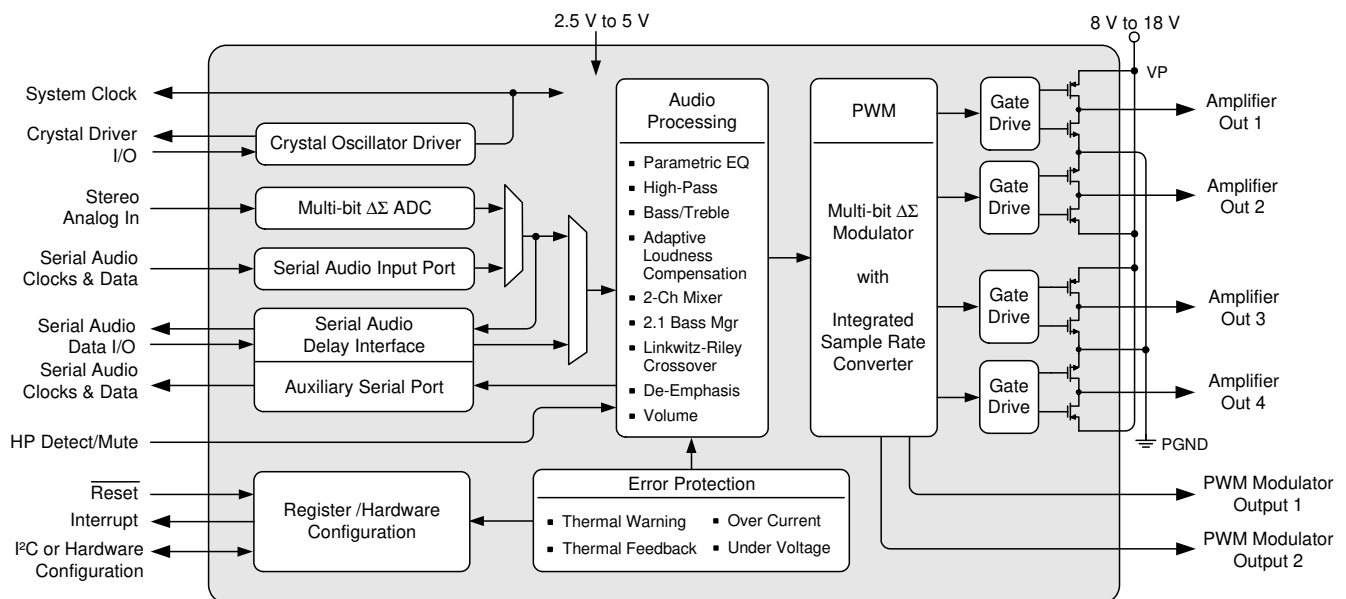 2.5 V to 5 V
8 V to 18 V
VP
System Clock
Crystal Driver
I/O
Crystal Oscillator Driver
Stereo
Analog In
Multi-bit ΔΣ ADC
Serial Audio
Clocks & Data
Serial Audio Input Port
Serial Audio
Data I/O
Serial Audio
Delay Interface
Serial Audio
Clocks & Data
Auxiliary Serial Port
HP Detect/Mute
Reset
Interrupt
I²C or Hardware
Configuration
Register /Hardware
Configuration
Audio
Processing
▪ Parametric EQ
▪ High-Pass
▪ Bass/Treble
▪ Adaptive
Loudness
Compensation
▪ 2-Ch Mixer
▪ 2.1 Bass Mgr
▪ Linkwitz-Riley
Crossover
▪ De-Emphasis
▪ Volume
Error Protection
▪ Thermal Warning
▪ Over Current
▪ Thermal Feedback
▪ Under Voltage
PWM
Multi-bit ΔΣ
Modulator
with
Integrated
Sample Rate
Converter
Gate
Drive
Gate
Drive
Gate
Drive
Gate
Drive
Amplifier
Out 1
Amplifier
Out 2
Amplifier
Out 3
Amplifier
Out 4
PGND
PWM Modulator
Output 1
PWM Modulator
Output 2